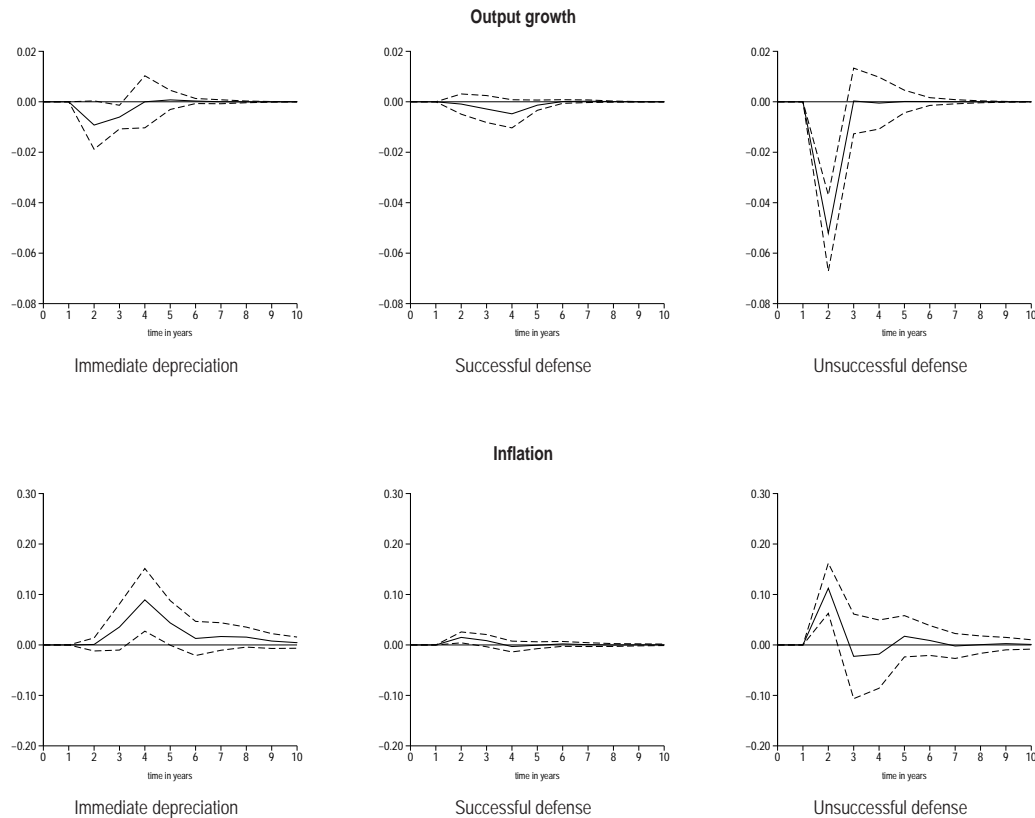 Output growth
0.02 0.02 0.02
0.00 0.00 0.00
–0.02 –0.02 –0.02
–0.04 –0.04 –0.04
–0.06 –0.06 –0.06
–0.08 –0.08 –0.08
0 1 2 3 4 5 6 7 8 9 10 0 1 2 3 4 5 6 7 8 9 10 0 1 2 3 4 5 6 7 8 9 10
time in years time in years time in years
Immediate depreciation Successful defense Unsuccessful defense
Inflation
0.30 0.30 0.30
0.20 0.20 0.20
0.10 0.10 0.10
0.00 0.00 0.00
–0.10 –0.10 –0.10
–0.20 –0.20 –0.20
0 1 2 3 4 5 6 7 8 9 10 0 1 2 3 4 5 6 7 8 9 10 0 1 2 3 4 5 6 7 8 9 10
time in years time in years time in years
Immediate depreciation Successful defense Unsuccessful defense